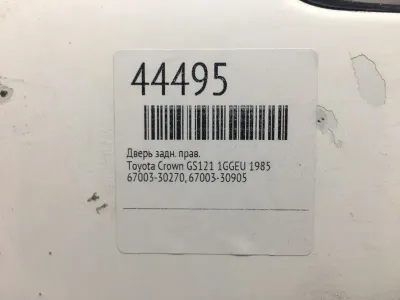 44495
Дверь задн. прав.
Toyota Crown GS121 1GGEU 1985
67003-30270, 67003-30905